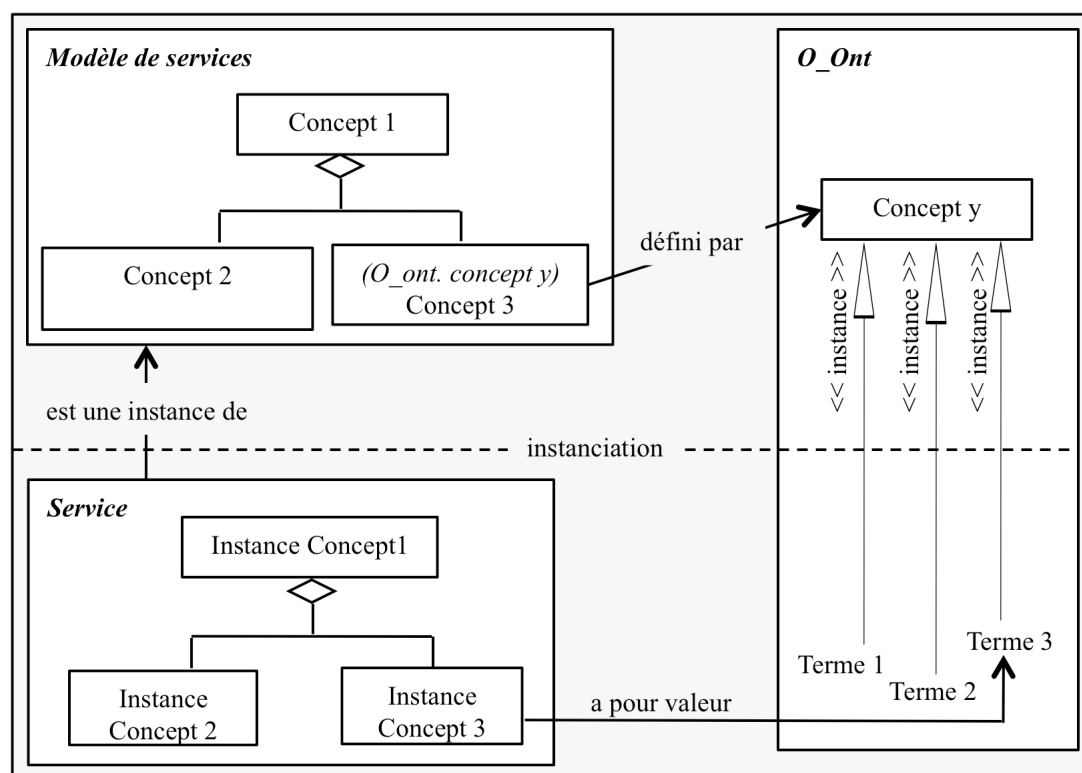 Modèle de services
O_Ont
Concept 1
Concept y
Concept 2
(O_ont. concept y)
Concept 3
défini par
<< instance >>
<< instance >>
<< instance >>
est une instance de
instanciation
Service
Instance Concept1
Instance
Concept 2
Instance
Concept 3
a pour valeur
Terme 1
Terme 2
Terme 3